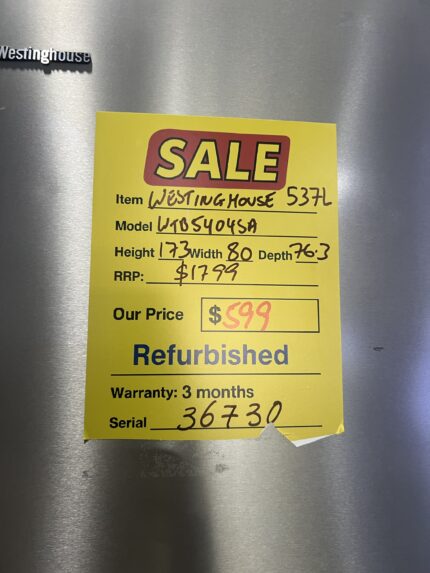 Westinghouse
SALE
Item WESTINGHOUSE 537L
Model WTB5404SA
Height 173 Width 80 Depth 76.3
RRP: $1799
Our Price $599
Refurbished
Warranty: 3 months
Serial 36730